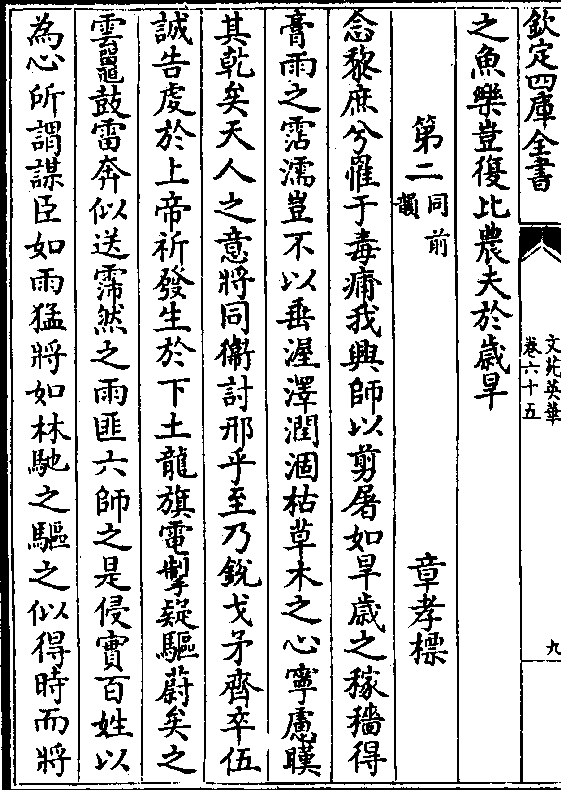 欽定四庫全書
文苑英華
卷六十五
九
之魚樂豈復比農夫於歲旱
第二同前韻 章孝標
念黎庶兮罹于毒痡我興師以剪屠如旱歲之稼穡得
膏雨之霑濡豈不以垂渥澤潤涸枯草木之心寧慮暵
其乾矣天人之意將同衞討邢乎至乃銳戈矛齊卒伍
誠告虔於上帝祈發生於下土龍旗電掣疑驅蔚矣之
雲鼉鼓雷奔似送霈然之雨匪六師之是侵實百姓以
為心所謂謀臣如雨猛將如林馳之驅之似得時而將